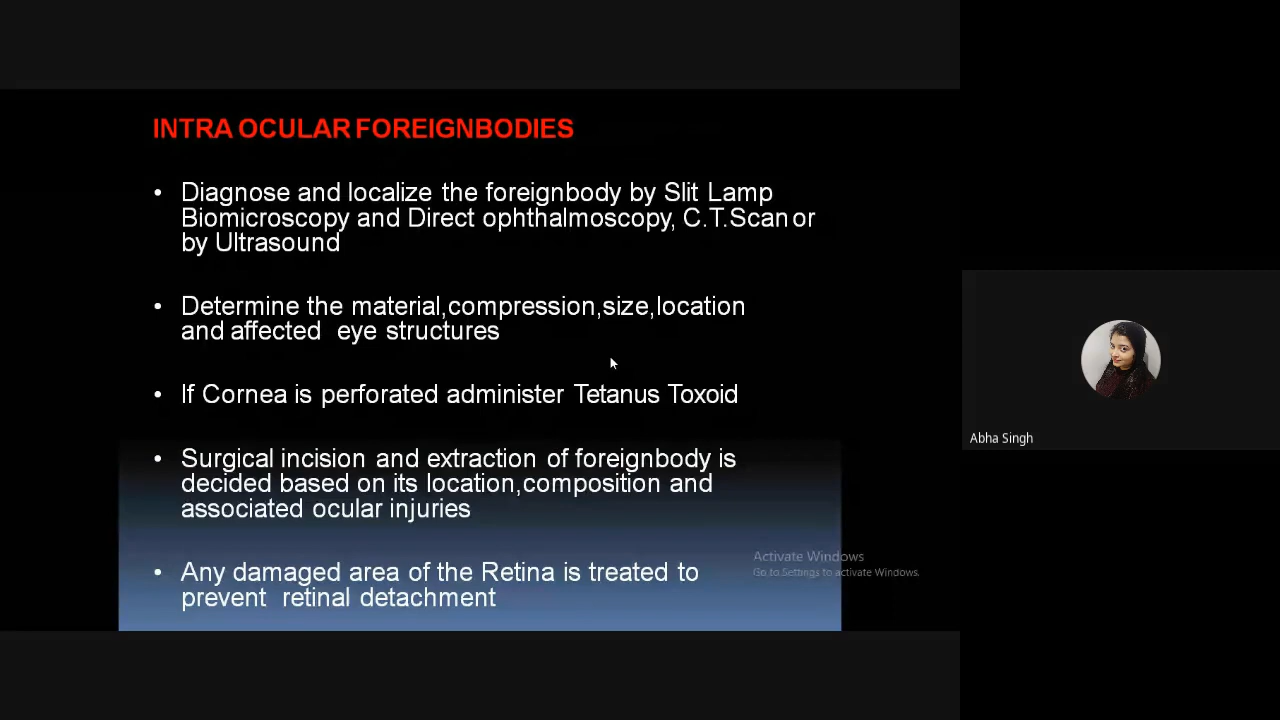 INTRA OCULAR FOREIGNBODIES
• Diagnose and localize the foreignbody by Slit Lamp
Biomicroscopy and Direct ophthalmoscopy, C.T.Scan or
by Ultrasound
• Determine the material,compression,size,location
and affected eye structures
• If Cornea is perforated administer Tetanus Toxoid
• Surgical incision and extraction of foreignbody is
decided based on its location,composition and
associated ocular injuries
• Any damaged area of the Retina is treated to
prevent retinal detachment
Activate Windows
Go to Settings to activate Windows.
Abha Singh